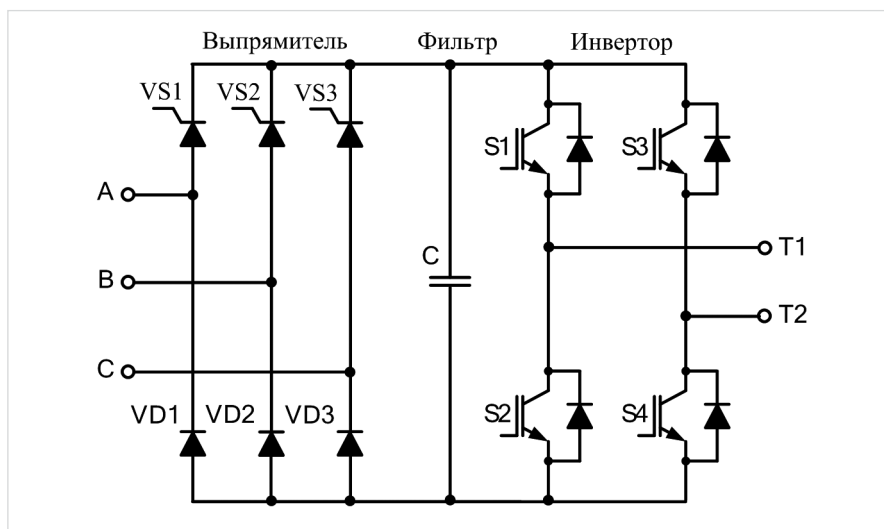 Выпрямитель Фильтр Инвертор
VS1 VS2 VS3
S1 S3
A
T1
B C
T2
C
VD1 VD2 VD3 S2 S4